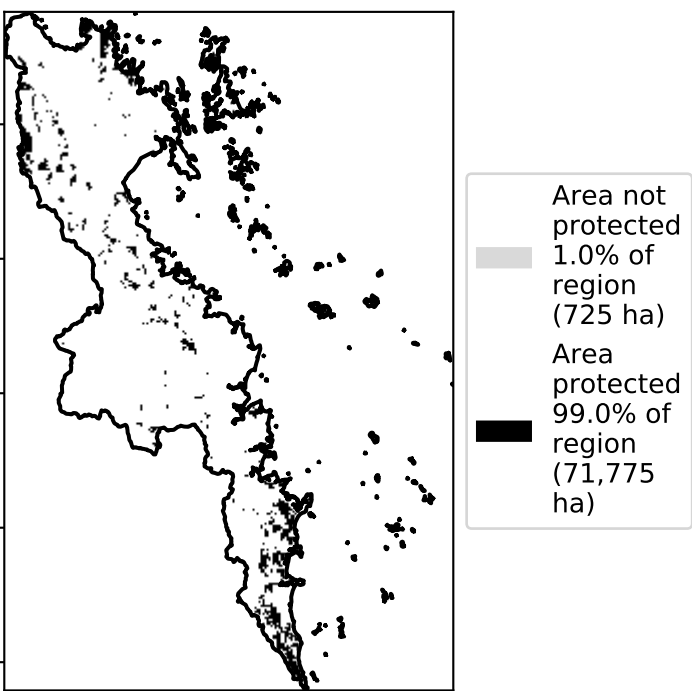 Area not
protected
1.0% of
region
(725 ha)
Area
protected
99.0% of
region
(71,775
ha)